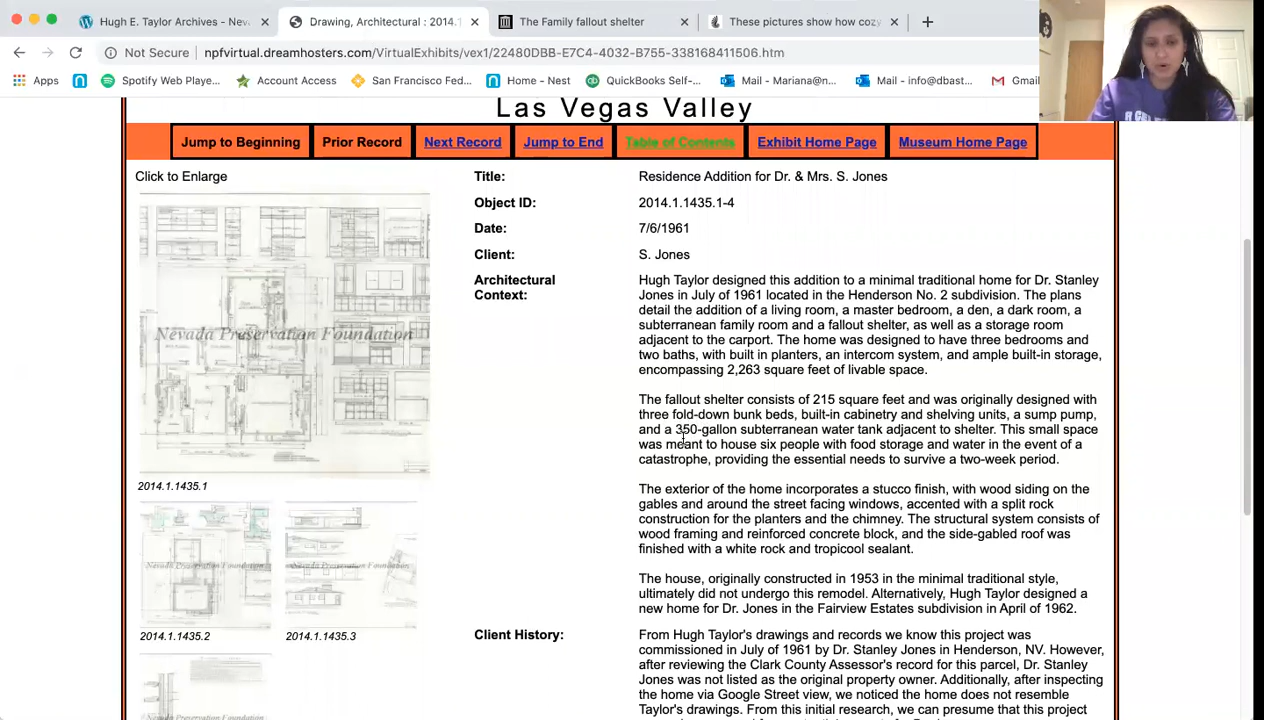 Hugh E. Taylor Archives - Nev
Drawing, Architectural : 2014.1
The Family fallout shelter
These pictures show how cozy
Not Secure
npfvirtual.dreamhosters.com/VirtualExhibits/vex1/22480DBB-E7C4-4032-B755-338168411506.htm
Apps
Spotify Web Playe...
Account Access
San Francisco Fed...
Home - Nest
QuickBooks Self-...
Mail - Mariana@n...
Mail - info@dbast...
Gmail
Las Vegas Valley
Jump to Beginning
Prior Record
Next Record
Jump to End
Table of Contents
Exhibit Home Page
Museum Home Page
Click to Enlarge
Nevada Preservation Foundation
2014.1.1435.1
Nevada Preservation Foundation
2014.1.1435.2
Nevada Preservation Foundation
2014.1.1435.3
Nevada Preservation Foundation
Title: Residence Addition for Dr. & Mrs. S. Jones
Object ID: 2014.1.1435.1-4
Date: 7/6/1961
Client: S. Jones
Architectural
Context:
Hugh Taylor designed this addition to a minimal traditional home for Dr. Stanley
Jones in July of 1961 located in the Henderson No. 2 subdivision. The plans
detail the addition of a living room, a master bedroom, a den, a dark room, a
subterranean family room and a fallout shelter, as well as a storage room
adjacent to the carport. The home was designed to have three bedrooms and
two baths, with built in planters, an intercom system, and ample built-in storage,
encompassing 2,263 square feet of livable space.
The fallout shelter consists of 215 square feet and was originally designed with
three fold-down bunk beds, built-in cabinetry and shelving units, a sump pump,
and a 350-gallon subterranean water tank adjacent to shelter. This small space
was meant to house six people with food storage and water in the event of a
catastrophe, providing the essential needs to survive a two-week period.
The exterior of the home incorporates a stucco finish, with wood siding on the
gables and around the street facing windows, accented with a split rock
construction for the planters and the chimney. The structural system consists of
wood framing and reinforced concrete block, and the side-gabled roof was
finished with a white rock and tropicool sealant.
The house, originally constructed in 1953 in the minimal traditional style,
ultimately did not undergo this remodel. Alternatively, Hugh Taylor designed a
new home for Dr. Jones in the Fairview Estates subdivision in April of 1962.
Client History:
From Hugh Taylor's drawings and records we know this project was
commissioned in July of 1961 by Dr. Stanley Jones in Henderson, NV. However,
after reviewing the Clark County Assessor's record for this parcel, Dr. Stanley
Jones was not listed as the original property owner. Additionally, after inspecting
the home via Google Street view, we noticed the home does not resemble
Taylor's drawings. From this initial research, we can presume that this project